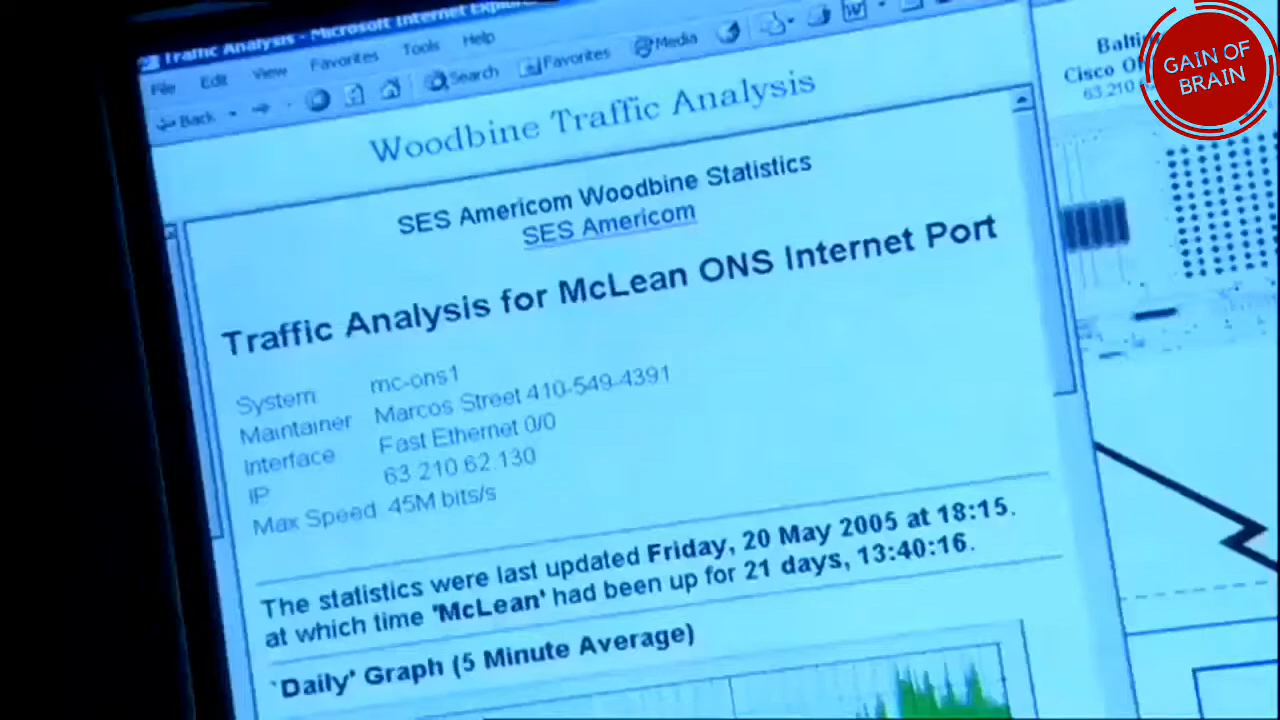 Traffic Analysis - Microsoft Internet Explorer
File Edit View Favorites Tools Help
Back Search Favorites Media
Woodbine Traffic Analysis
SES Americom Woodbine Statistics
SES Americom
Traffic Analysis for McLean ONS Internet Port
System mc-ons1
Maintainer Marcos Street 410-549-4391
Interface Fast Ethernet 0/0
IP 63.210.62.130
Max Speed 45M bits/s
The statistics were last updated Friday, 20 May 2005 at 18:15.
at which time 'McLean' had been up for 21 days, 13:40:16.
`Daily' Graph (5 Minute Average)
Cisco
63.210
GAIN OF
BRAIN